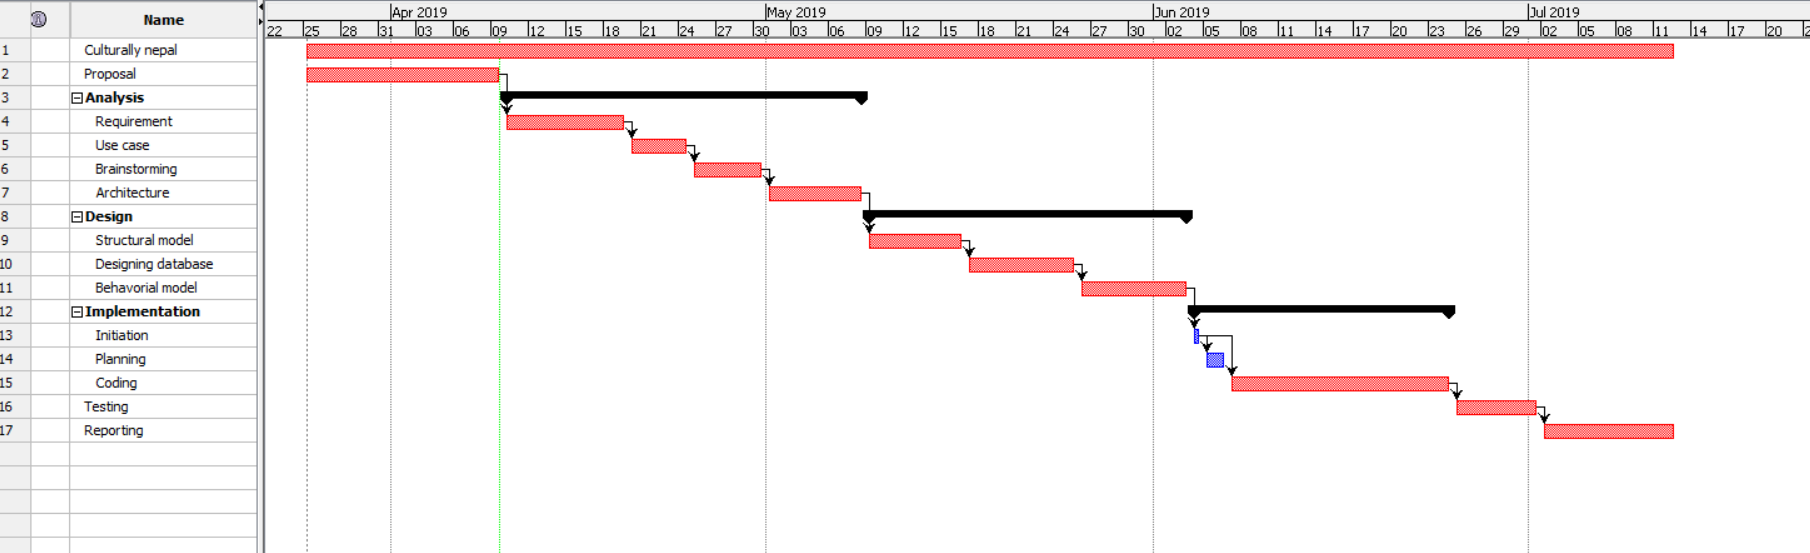 Name
Apr 2019 May 2019 Jun 2019 Jul 2019
22 25 28 31 03 06 09 12 15 18 21 24 27 30 03 06 09 12 15 18 21 24 27 30 02 05 08 11 14 17 20 23 26 29 02 05 08 11 14 17 20
1 Culturally nepal
2 Proposal
3 Analysis
4 Requirement
5 Use case
6 Brainstorming
7 Architecture
8 Design
9 Structural model
10 Designing database
11 Behavorial model
12 Implementation
13 Initiation
14 Planning
15 Coding
16 Testing
17 Reporting